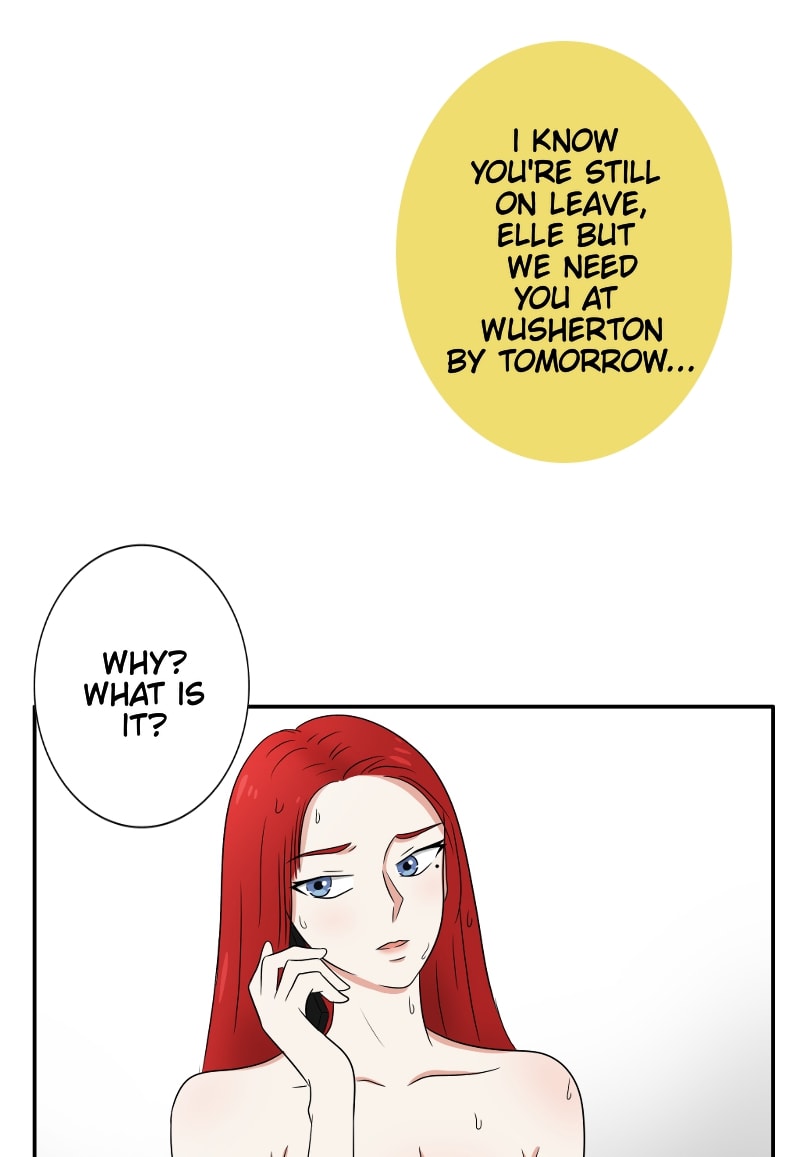 I KNOW
YOU'RE STILL
ON LEAVE,
ELLE BUT
WE NEED
YOU AT
WUSHERTON
BY TOMORROW...
WHY?
WHAT IS
IT?